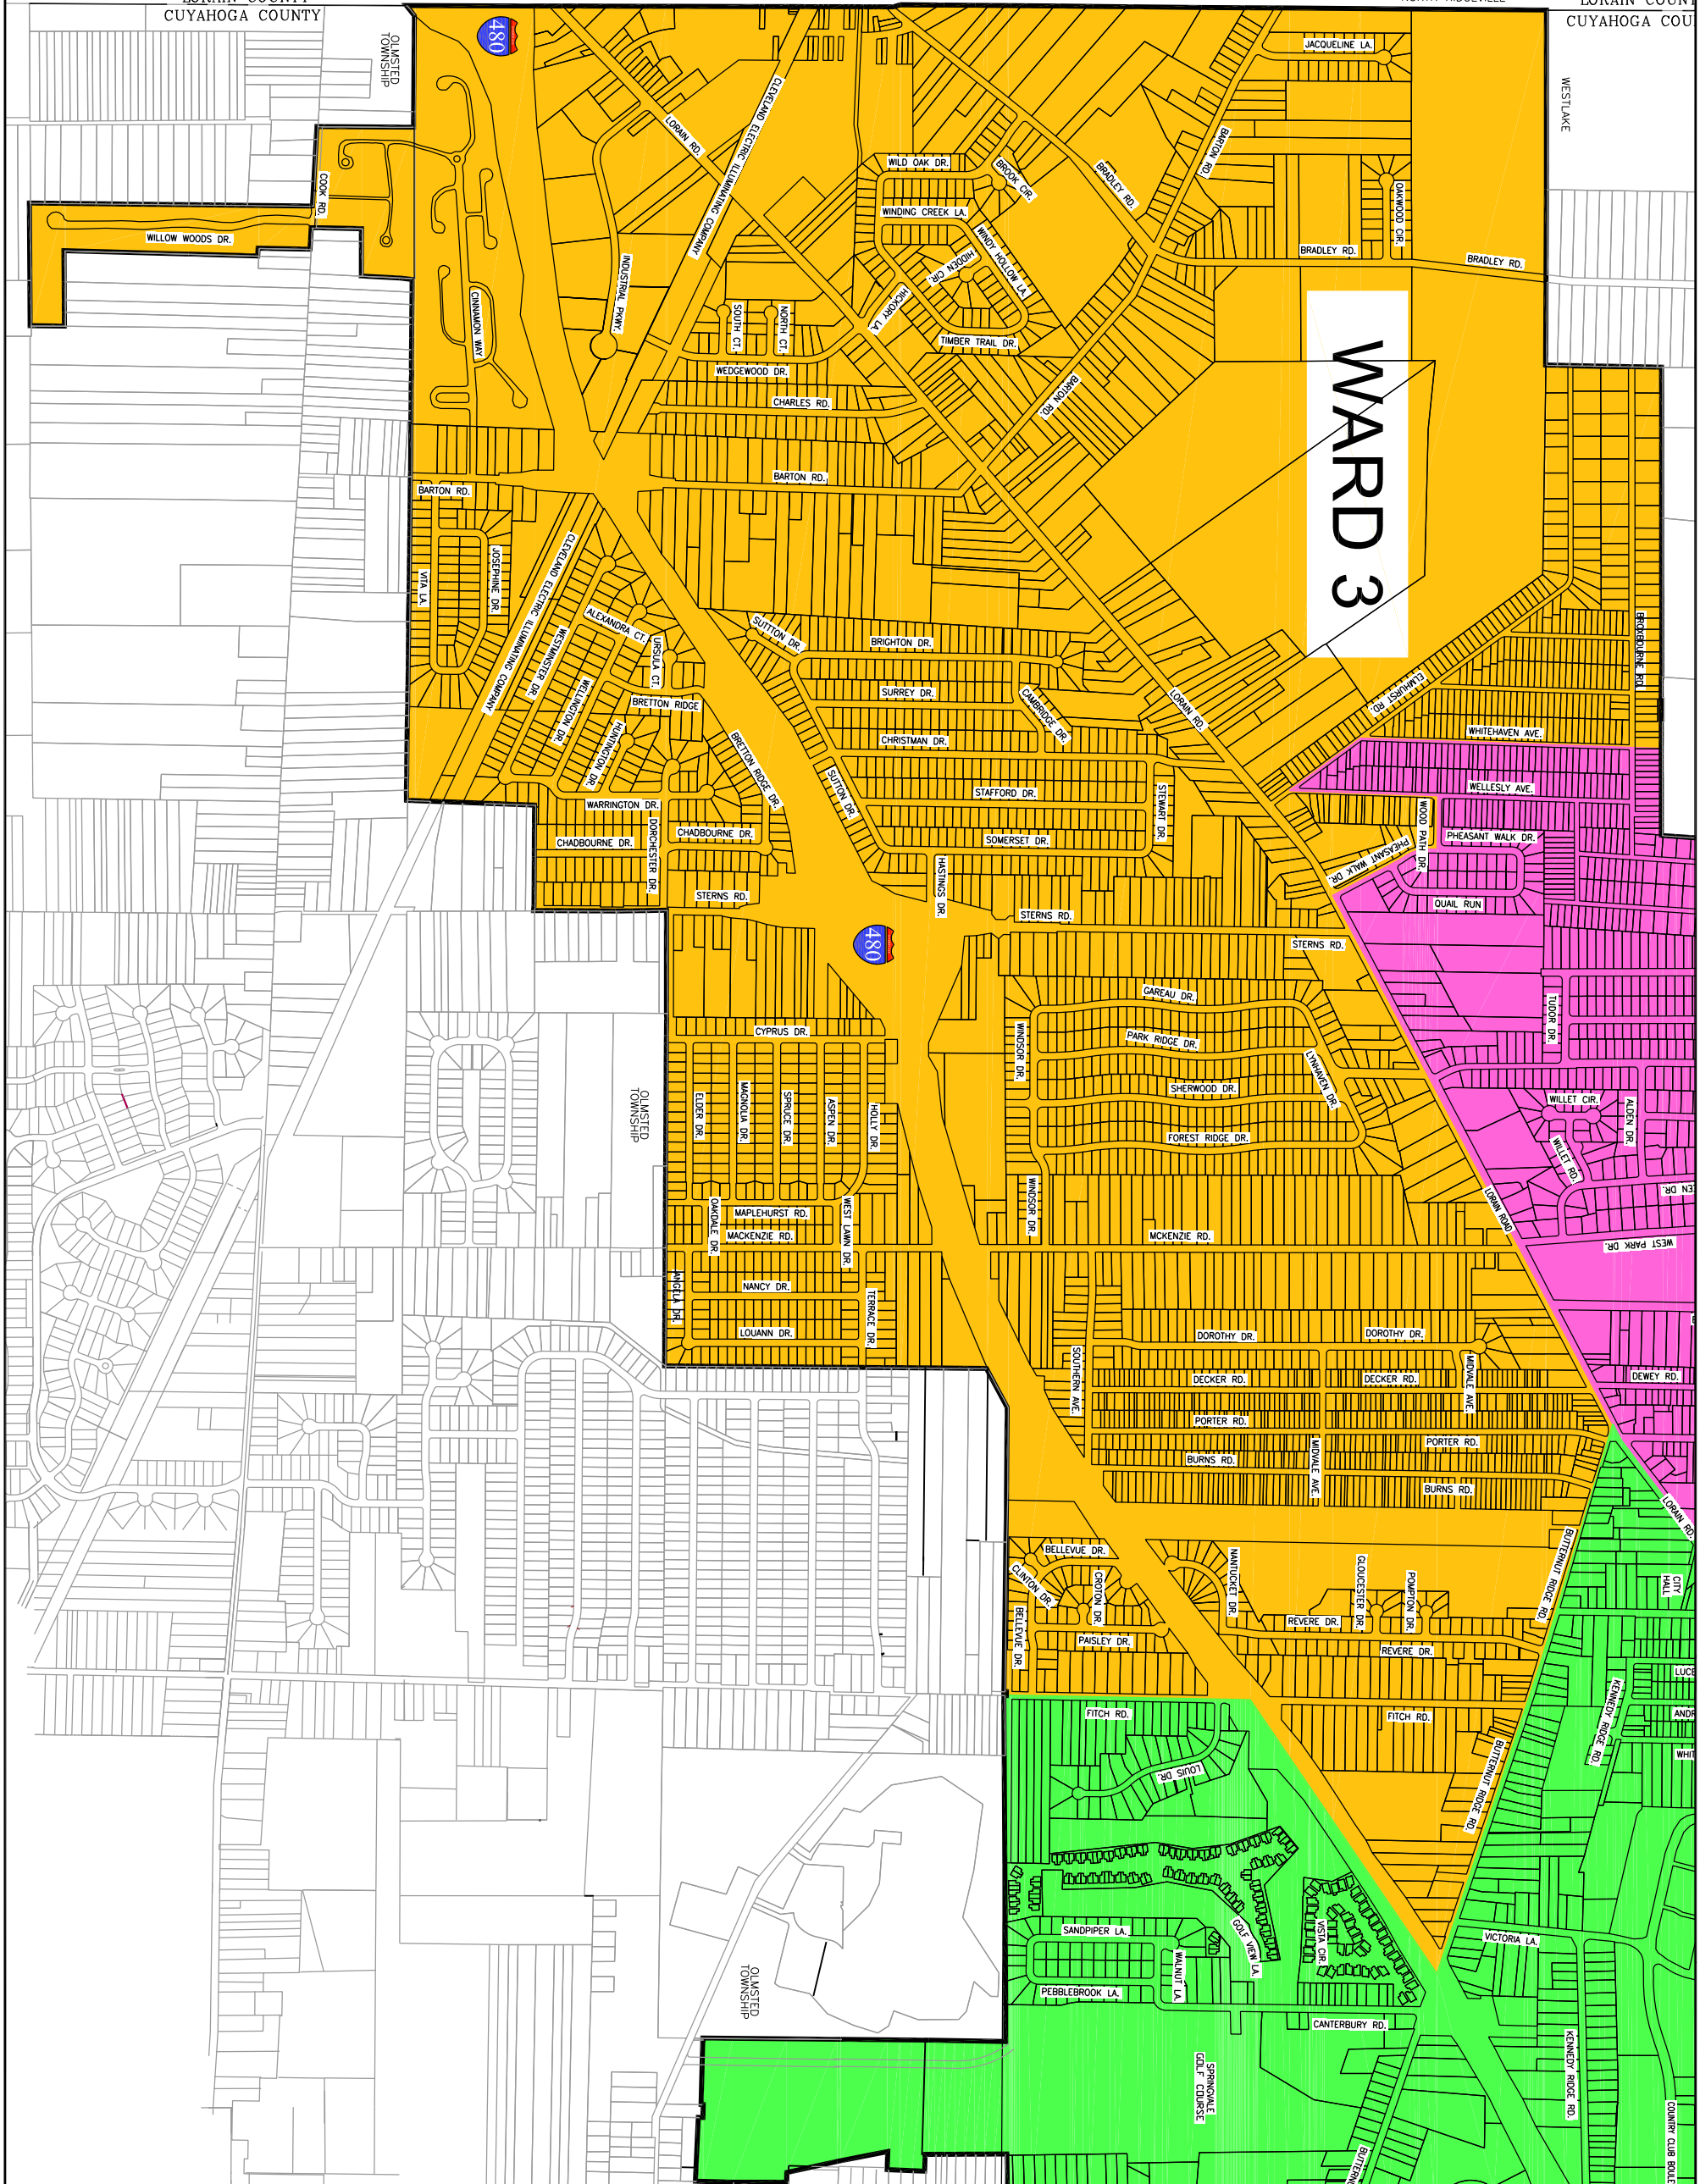 CUYAHOGA COUNTY
OLMSTED
TOWNSHIP
480
JACQUELINE LA.
CUYAHOGA COU
WESTLAKE
CLEVELAND ELECTRIC ILLUMINATING COMPANY
LORAIN RD.
WILD OAK DR.
BROOK CIR.
BRADLEY RD.
BARTON RD.
OAKWOOD CIR.
COOK RD.
WILLOW WOODS DR.
WINDING CREEK LA.
WINDY HOLLOW LA.
HIDDEN CIR.
BRADLEY RD.
BRADLEY RD.
INDUSTRIAL PKWY.
CINNAMON WAY
SOUTH CT.
NORTH CT.
HICKORY LA.
TIMBER TRAIL DR.
WEDGEWOOD DR.
CHARLES RD.
BARTON RD.
WARD 3
BARTON RD.
BARTON RD.
VITA LA.
JOSEPHINE DR.
CLEVELAND ELECTRIC ILLUMINATING COMPANY
ALEXANDRA CT.
URSULA CT.
WESTMINSTER DR.
WELLINGTON DR.
HUNTINGTON DR.
BRETTON RIDGE
BRETTON RIDGE DR.
SUTTTON DR.
BRIGHTON DR.
SURREY DR.
CAMBRIDGE DR.
CHRISTMAN DR.
LORAIN RD.
ELMHURST RD.
BROXBOURNE RD.
WHITEHAVEN AVE.
WELLESLY AVE.
SUTTON DR.
STAFFORD DR.
STEWART DR.
WOOD PATH DR.
PHEASANT WALK DR.
PHEASANT WALK DR.
WARRINGTON DR.
CHADBOURNE DR.
CHADBOURNE DR.
DORCHESTER DR.
SOMERSET DR.
HASTINGS DR.
STERNS RD.
STERNS RD.
STERNS RD.
QUAIL RUN
480
GAREAU DR.
TUDOR DR.
CYPRUS DR.
WINDSOR DR.
PARK RIDGE DR.
LYNHAVEN DR.
SHERWOOD DR.
FOREST RIDGE DR.
WILLET CIR.
ALDEN DR.
WILLET RD.
OLMSTED
TOWNSHIP
ELDER DR.
MAGNOLIA DR.
SPRUCE DR.
ASPEN DR.
HOLLY DR.
WINDSOR DR.
LORAIN ROAD
EN DR.
OAKDALE DR.
MAPLEHURST RD.
MACKENZIE RD.
WEST LAWN DR.
MCKENZIE RD.
WEST PARK DR.
ANGELA DR.
NANCY DR.
TERRACE DR.
LOUANN DR.
SOUTHERN AVE.
DOROTHY DR.
DOROTHY DR.
DECKER RD.
DECKER RD.
MIDVALE AVE.
DEWEY RD.
PORTER RD.
PORTER RD.
BURNS RD.
MIDVALE AVE.
BURNS RD.
LORAIN RD.
BELLEVUE DR.
CLINTON DR.
CROTON DR.
NANTUCKET DR.
GLOUCESTER DR.
POMPTON DR.
BUTTERNUT RIDGE RD.
CITY
HALL
BELLEVUE DR.
PAISLEY DR.
REVERE DR.
REVERE DR.
LUCE
KENNEDY RIDGE RD.
ANDR
WHIT
FITCH RD.
FITCH RD.
BUTTERNUT RIDGE RD.
LOUIS DR.
SANDPIPER LA.
GOLF VIEW LA.
VISTA CIR.
VICTORIA LA.
WALNUT LA.
PEBBLEBROOK LA.
CANTERBURY RD.
OLMSTED
TOWNSHIP
SPRINGVALE
GOLF COURSE
KENNEDY RIDGE RD.
COUNTRY CLUB BOULE
BUTTERN